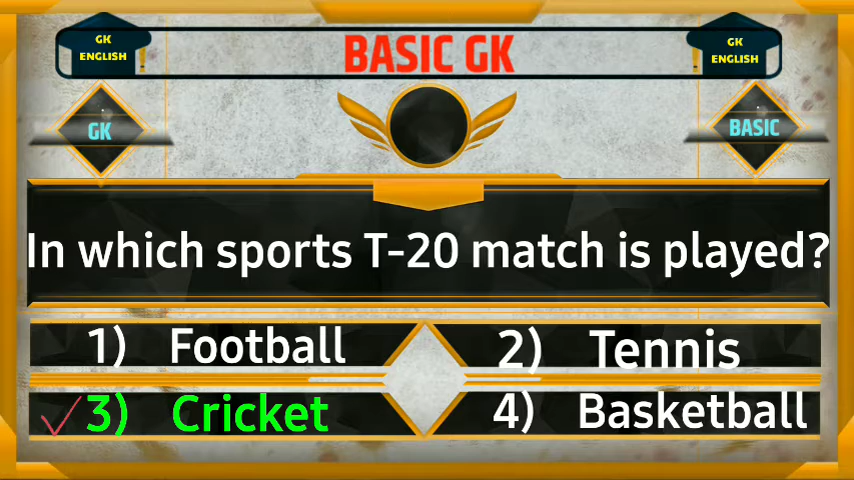 GK
ENGLISH
BASIC GK
GK
ENGLISH
GK
BASIC
In which sports T-20 match is played?
1) Football
2) Tennis
3) Cricket
4) Basketball